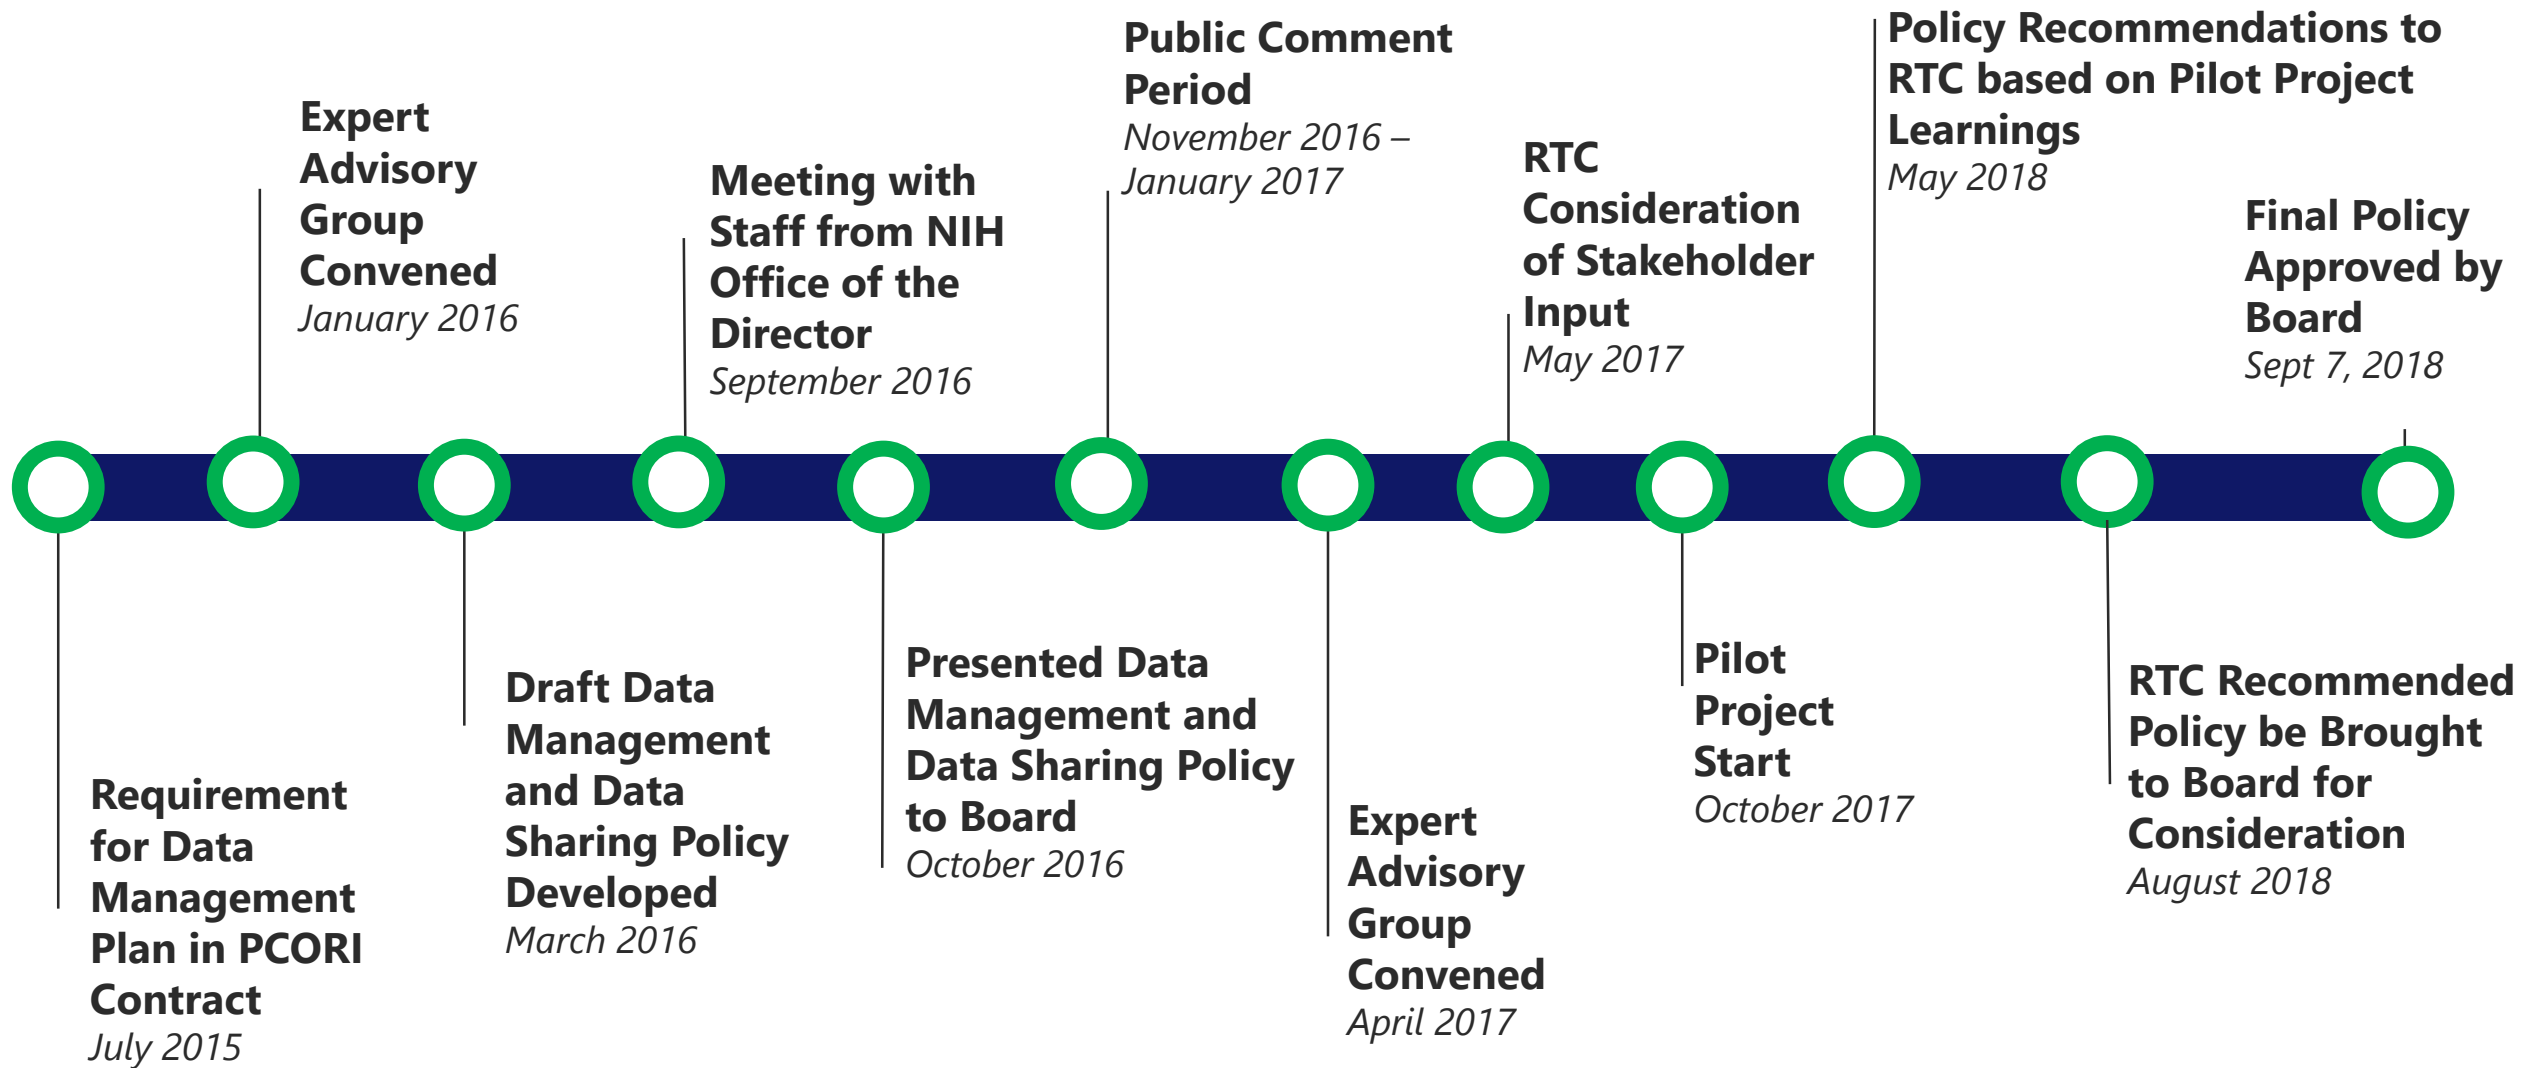 Requirement
for Data
Management
Plan in PCORI
Contract
July 2015
Expert
Advisory
Group
Convened
January 2016
Draft Data
Management
and Data
Sharing Policy
Developed
March 2016
Meeting with
Staff from NIH
Office of the
Director
September 2016
Presented Data
Management and
Data Sharing Policy
to Board
October 2016
Public Comment
Period
November 2016 –
January 2017
Expert
Advisory
Group
Convened
April 2017
RTC
Consideration
of Stakeholder
Input
May 2017
Pilot
Project
Start
October 2017
Policy Recommendations to
RTC based on Pilot Project
Learnings
May 2018
RTC Recommended
Policy be Brought
to Board for
Consideration
August 2018
Final Policy
Approved by
Board
Sept 7, 2018